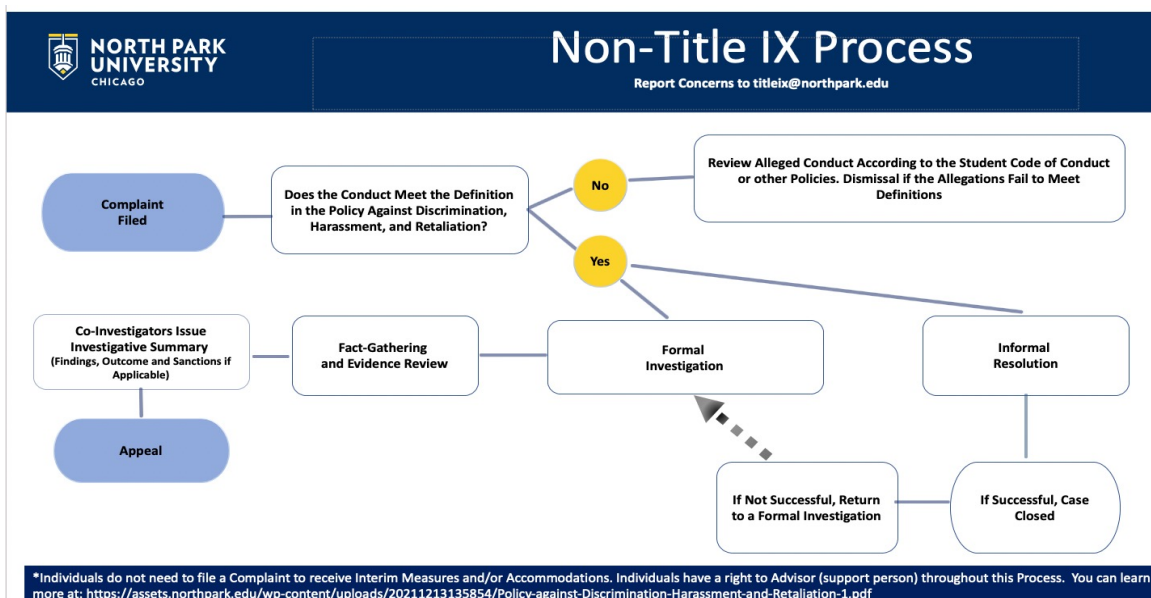 NORTH PARK
UNIVERSITY
CHICAGO
Non-Title IX Process
Report Concerns to titleix@northpark.edu
Complaint
Filed
Does the Conduct Meet the Definition
in the Policy Against Discrimination,
Harassment, and Retaliation?
No
Review Alleged Conduct According to the Student Code of Conduct
or other Policies. Dismissal if the Allegations Fail to Meet
Definitions
Yes
Co-Investigators Issue
Investigative Summary
(Findings, Outcome and Sanctions if
Applicable)
Fact-Gathering
and Evidence Review
Formal
Investigation
Informal
Resolution
Appeal
If Not Successful, Return
to a Formal Investigation
If Successful, Case
Closed
*Individuals do not need to file a Complaint to receive Interim Measures and/or Accommodations. Individuals have a right to Advisor (support person) throughout this Process.  You can learn
more at: https://assets.northpark.edu/wp-content/uploads/20211213135854/Policy-against-Discrimination-Harassment-and-Retaliation-1.pdf